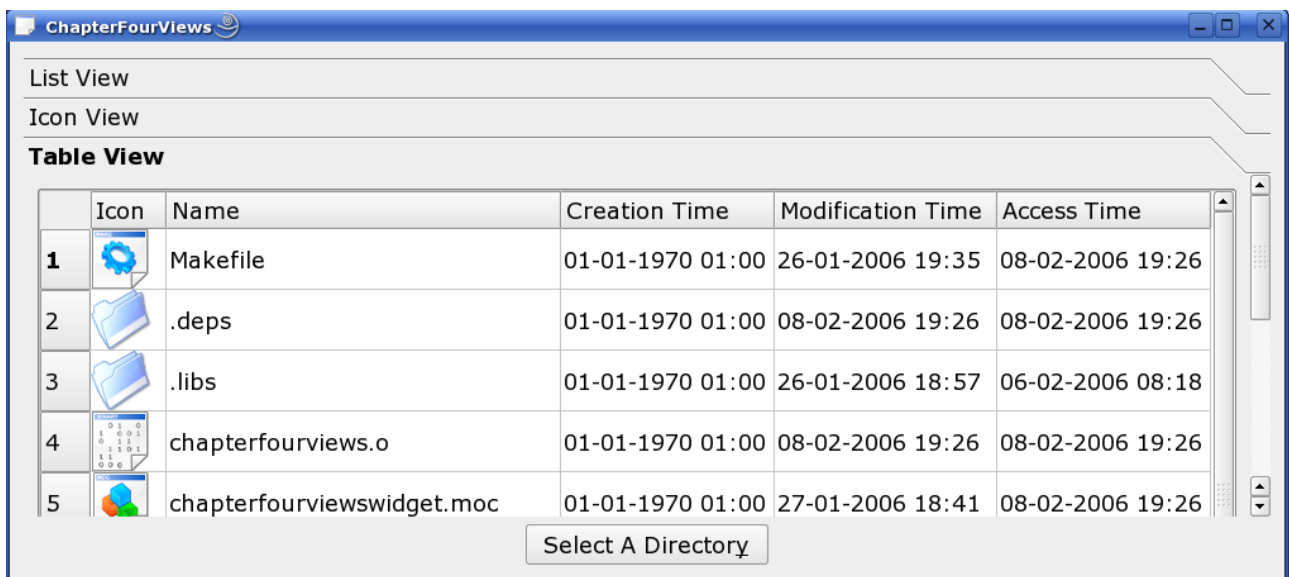 ChapterFourViews
List View
Icon View
Table View
Icon Name Creation Time Modification Time Access Time
1 Makefile 01-01-1970 01:00 26-01-2006 19:35 08-02-2006 19:26
2 .deps 01-01-1970 01:00 08-02-2006 19:26 08-02-2006 19:26
3 .libs 01-01-1970 01:00 26-01-2006 18:57 06-02-2006 08:18
4 chapterfourviews.o 01-01-1970 01:00 08-02-2006 19:26 08-02-2006 19:26
5 chapterfourviewswidget.moc 01-01-1970 01:00 27-01-2006 18:41 08-02-2006 19:26
Select A Directory